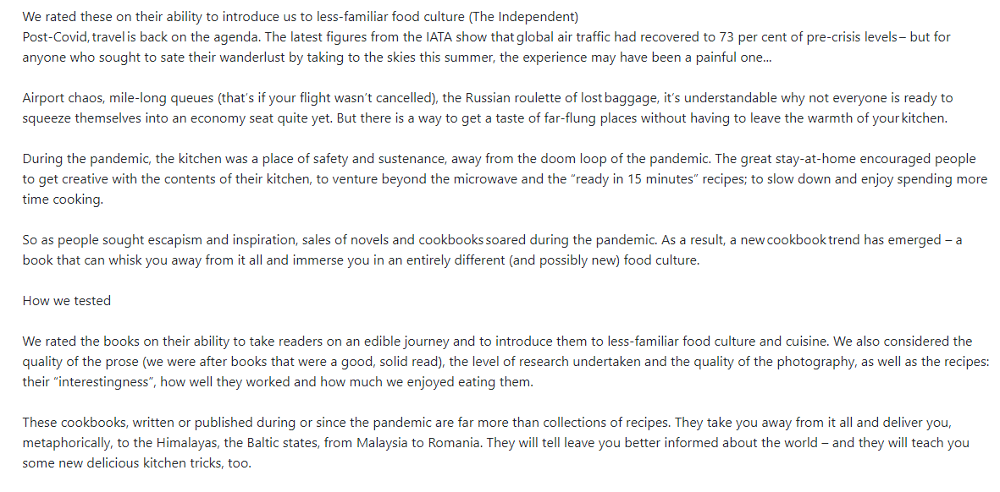 We rated these on their ability to introduce us to less-familiar food culture (The Independent)
Post-Covid, travel is back on the agenda. The latest figures from the IATA show that global air traffic had recovered to 73 per cent of pre-crisis levels – but for
anyone who sought to sate their wanderlust by taking to the skies this summer, the experience may have been a painful one...
Airport chaos, mile-long queues (that’s if your flight wasn’t cancelled), the Russian roulette of lost baggage, it’s understandable why not everyone is ready to
squeeze themselves into an economy seat quite yet. But there is a way to get a taste of far-flung places without having to leave the warmth of your kitchen.
During the pandemic, the kitchen was a place of safety and sustenance, away from the doom loop of the pandemic. The great stay-at-home encouraged people
to get creative with the contents of their kitchen, to venture beyond the microwave and the “ready in 15 minutes” recipes; to slow down and enjoy spending more
time cooking.
So as people sought escapism and inspiration, sales of novels and cookbooks soared during the pandemic. As a result, a new cookbook trend has emerged – a
book that can whisk you away from it all and immerse you in an entirely different (and possibly new) food culture.
How we tested
We rated the books on their ability to take readers on an edible journey and to introduce them to less-familiar food culture and cuisine. We also considered the
quality of the prose (we were after books that were a good, solid read), the level of research undertaken and the quality of the photography, as well as the recipes:
their “interestingness”, how well they worked and how much we enjoyed eating them.
These cookbooks, written or published during or since the pandemic are far more than collections of recipes. They take you away from it all and deliver you,
metaphorically, to the Himalayas, the Baltic states, from Malaysia to Romania. They will tell leave you better informed about the world – and they will teach you
some new delicious kitchen tricks, too.